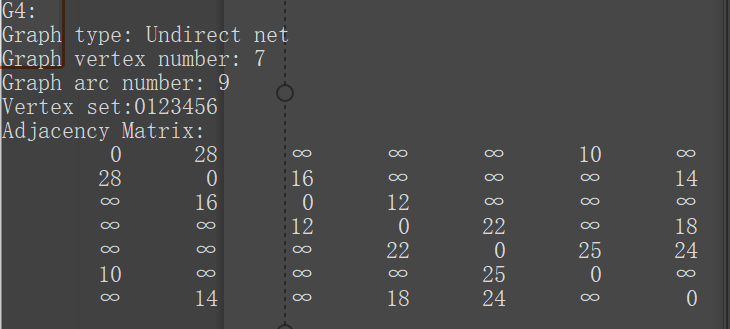 G4:
Graph type: Undirect net
Graph vertex number: 7
Graph arc number: 9
Vertex set:0123456
Adjacency Matrix:
0 28 ∞ ∞ ∞ 10 ∞
28 0 16 ∞ ∞ ∞ 14
∞ 16 0 12 ∞ ∞ ∞
∞ ∞ 12 0 22 ∞ 18
∞ ∞ ∞ 22 0 25 24
10 ∞ ∞ ∞ 25 0 ∞
∞ 14 ∞ 18 24 ∞ 0